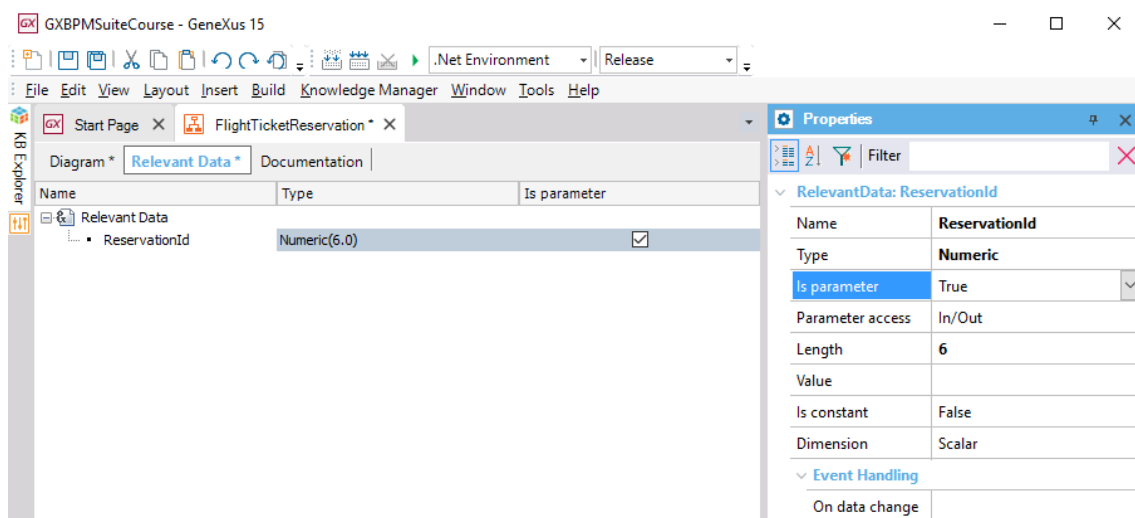 GX GXBPMSuiteCourse - GeneXus 15
.Net Environment Release
File Edit View Layout Insert Build Knowledge Manager Window Tools Help
KB Explorer
GX Start Page FlightTicketReservation *
Diagram * Relevant Data * Documentation
Name Type Is parameter
Relevant Data
ReservationId Numeric(6.0)
Properties
Filter
RelevantData: ReservationId
Name ReservationId
Type Numeric
Is parameter True
Parameter access In/Out
Length 6
Value
Is constant False
Dimension Scalar
Event Handling
On data change